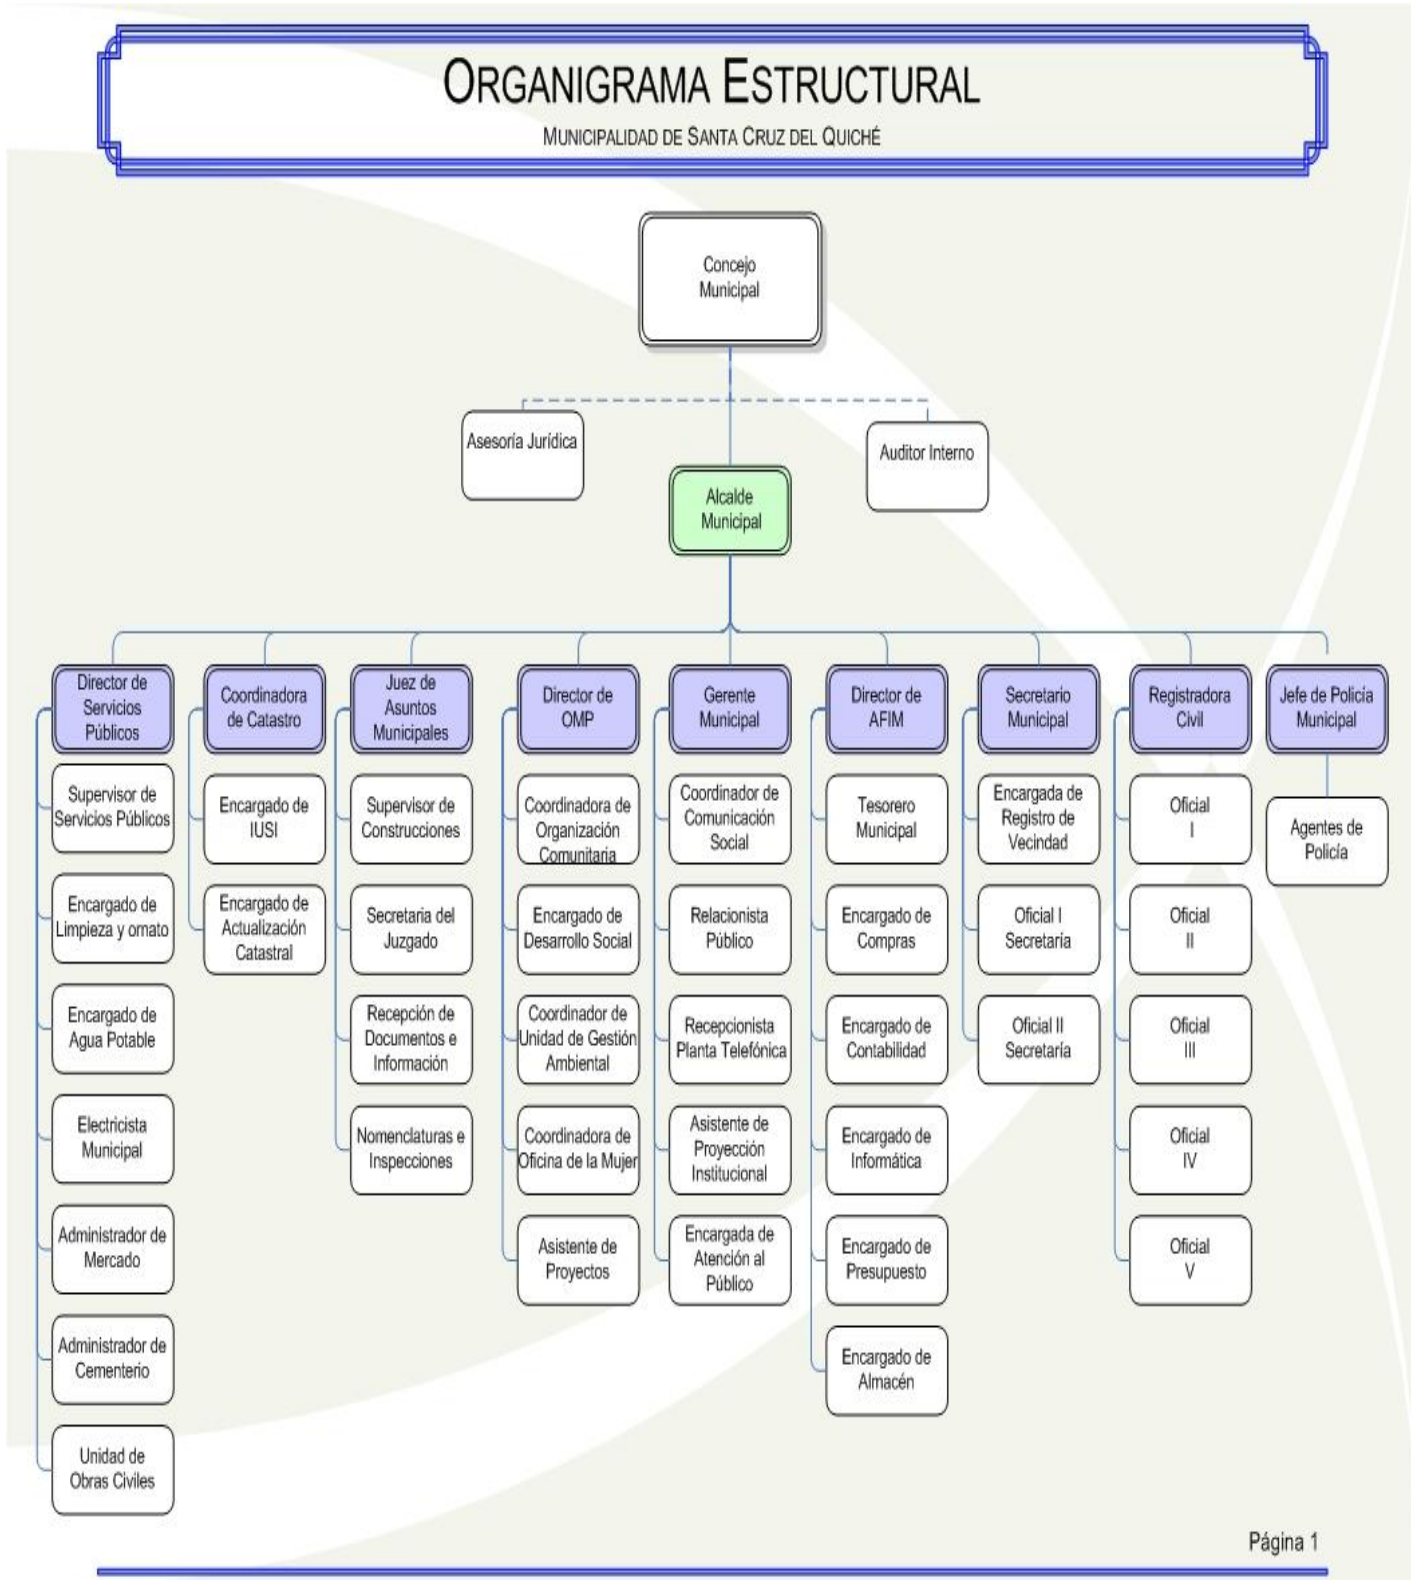 ORGANIGRAMA ESTRUCTURAL
MUNICIPALIDAD DE SANTA CRUZ DEL QUICHÉ
Concejo
Municipal
Asesoría Jurídica
Auditor Interno
Alcalde
Municipal
Director de
Servicios
Públicos
Coordinadora
de Catastro
Juez de
Asuntos
Municipales
Director de
OMP
Gerente
Municipal
Director de
AFIM
Secretario
Municipal
Registradora
Civil
Jefe de Policía
Municipal
Supervisor de
Servicios Públicos
Encargado de
Limpieza y ornato
Encargado de
Agua Potable
Electricista
Municipal
Administrador de
Mercado
Administrador de
Cementerio
Unidad de
Obras Civiles
Encargado de
IUSI
Encargado de
Actualización
Catastral
Supervisor de
Construcciones
Secretaria del
Juzgado
Recepción de
Documentos e
Información
Nomenclaturas e
Inspecciones
Coordinadora de
Organización
Comunitaria
Encargado de
Desarrollo Social
Coordinador de
Unidad de Gestión
Ambiental
Coordinadora de
Oficina de la Mujer
Asistente de
Proyectos
Coordinador de
Comunicación
Social
Relacionista
Público
Recepcionista
Planta Telefónica
Asistente de
Proyección
Institucional
Encargada de
Atención al
Público
Tesorero
Municipal
Encargado de
Compras
Encargado de
Contabilidad
Encargado de
Informática
Encargado de
Presupuesto
Encargado de
Almacén
Encargada de
Registro de
Vecindad
Oficial I
Secretaría
Oficial II
Secretaría
Oficial
I
Oficial
II
Oficial
III
Oficial
IV
Oficial
V
Agentes de
Policía
Página 1